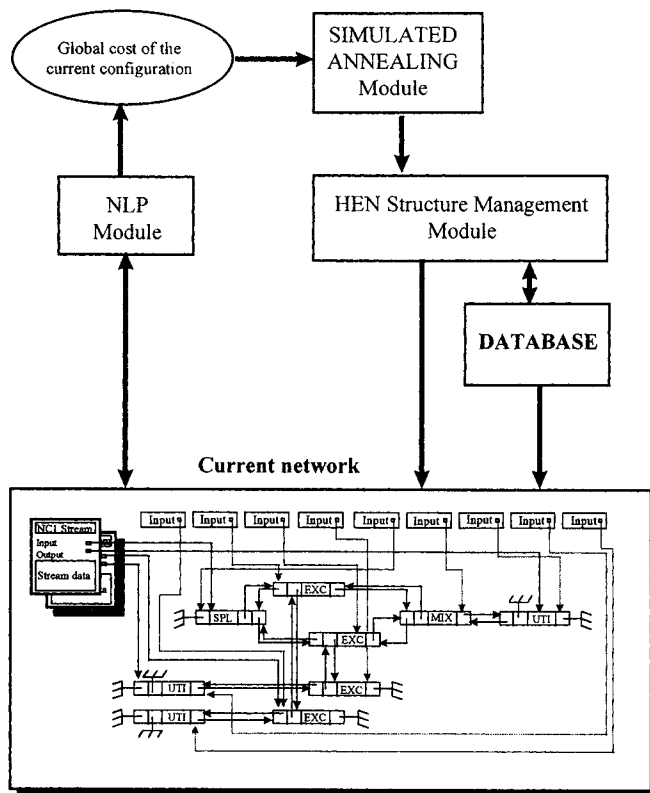 Global cost of the
current configuration
SIMULATED
ANNEALING
Module
NLP
Module
HEN Structure Management
Module
DATABASE
Current network
NC1 Stream
Input
Output
Stream data
a
Input
Input
Input
Input
Input
Input
Input
Input
Input
EXC
SPL
MIX
UTI
EXC
UTI
EXC
UTI
EXC